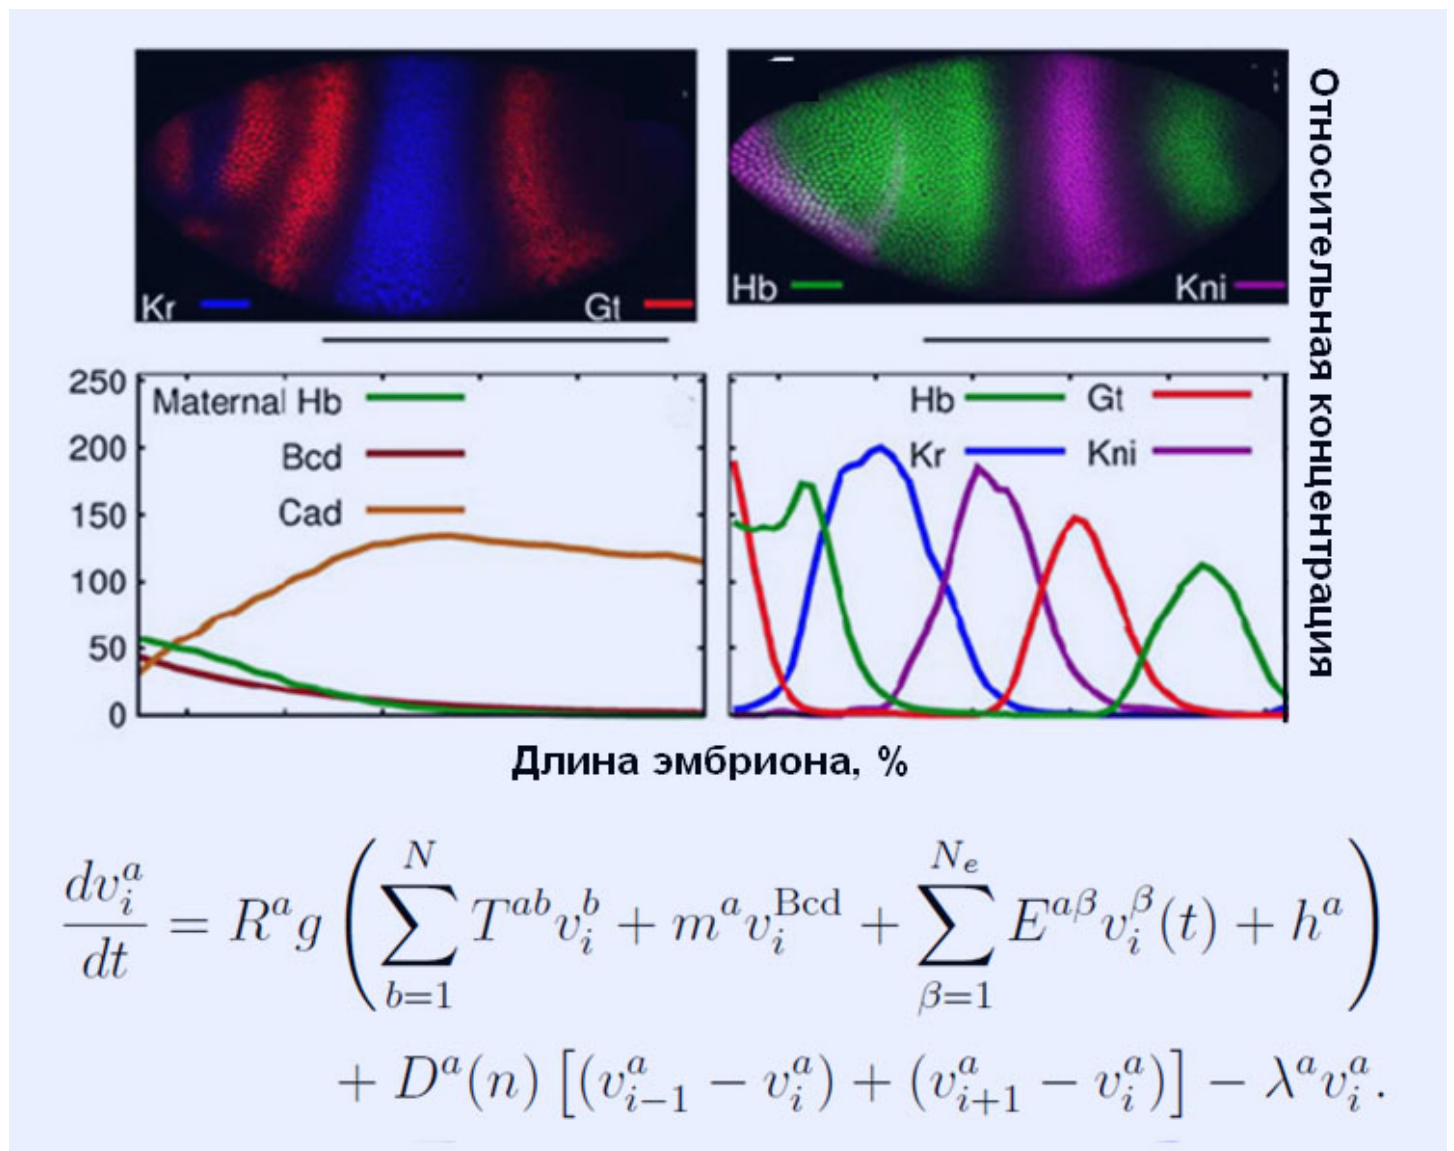 Kr Gt
Hb Kni
Относительная концентрация
250
200
150
100
50
0
Maternal Hb
Bcd
Cad
Hb Gt
Kr Kni
Длина эмбриона, %
\frac{dv_i^a}{dt} = R^a g \left( \sum_{b=1}^{N} T^{ab} v_i^b + m^a v_i^{Bcd} + \sum_{\beta=1}^{N_e} E^{a\beta} v_i^{\beta}(t) + h^a \right)
+ D^a(n) \left[ (v_{i-1}^a - v_i^a) + (v_{i+1}^a - v_i^a) \right] - \lambda^a v_i^a.